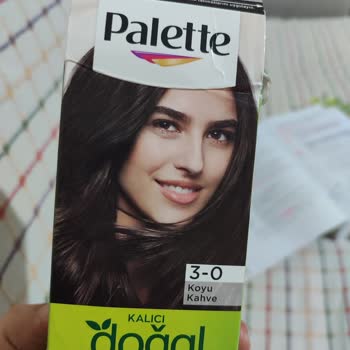 Palette
3-0
Koyu
Kahve
KALICI
doğal